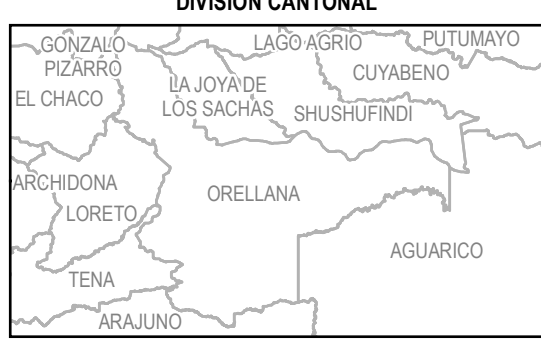 DIVISIÓN CANTONAL
GONZALO
PIZARRO
LAGO AGRIO
PUTUMAYO
CUYABENO
EL CHACO
LA JOYA DE
LOS SACHAS
SHUSHUFINDI
ARCHIDONA
ORELLANA
LORETO
AGUARICO
TENA
ARAJUNO